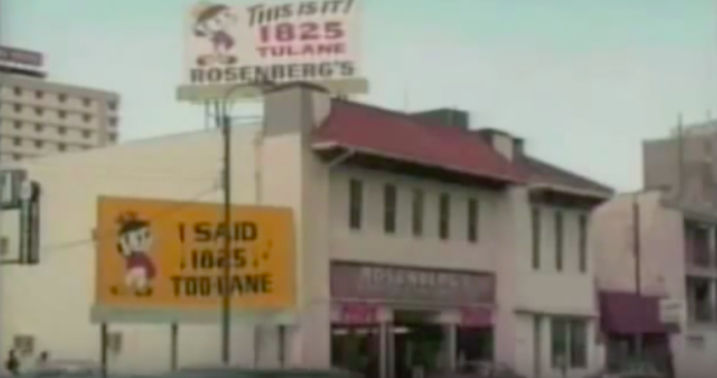 THIS IS IT!
1825
TULANE
ROSENBERG'S
I SAID
1825
TOO-LANE
ROSENBERG'S